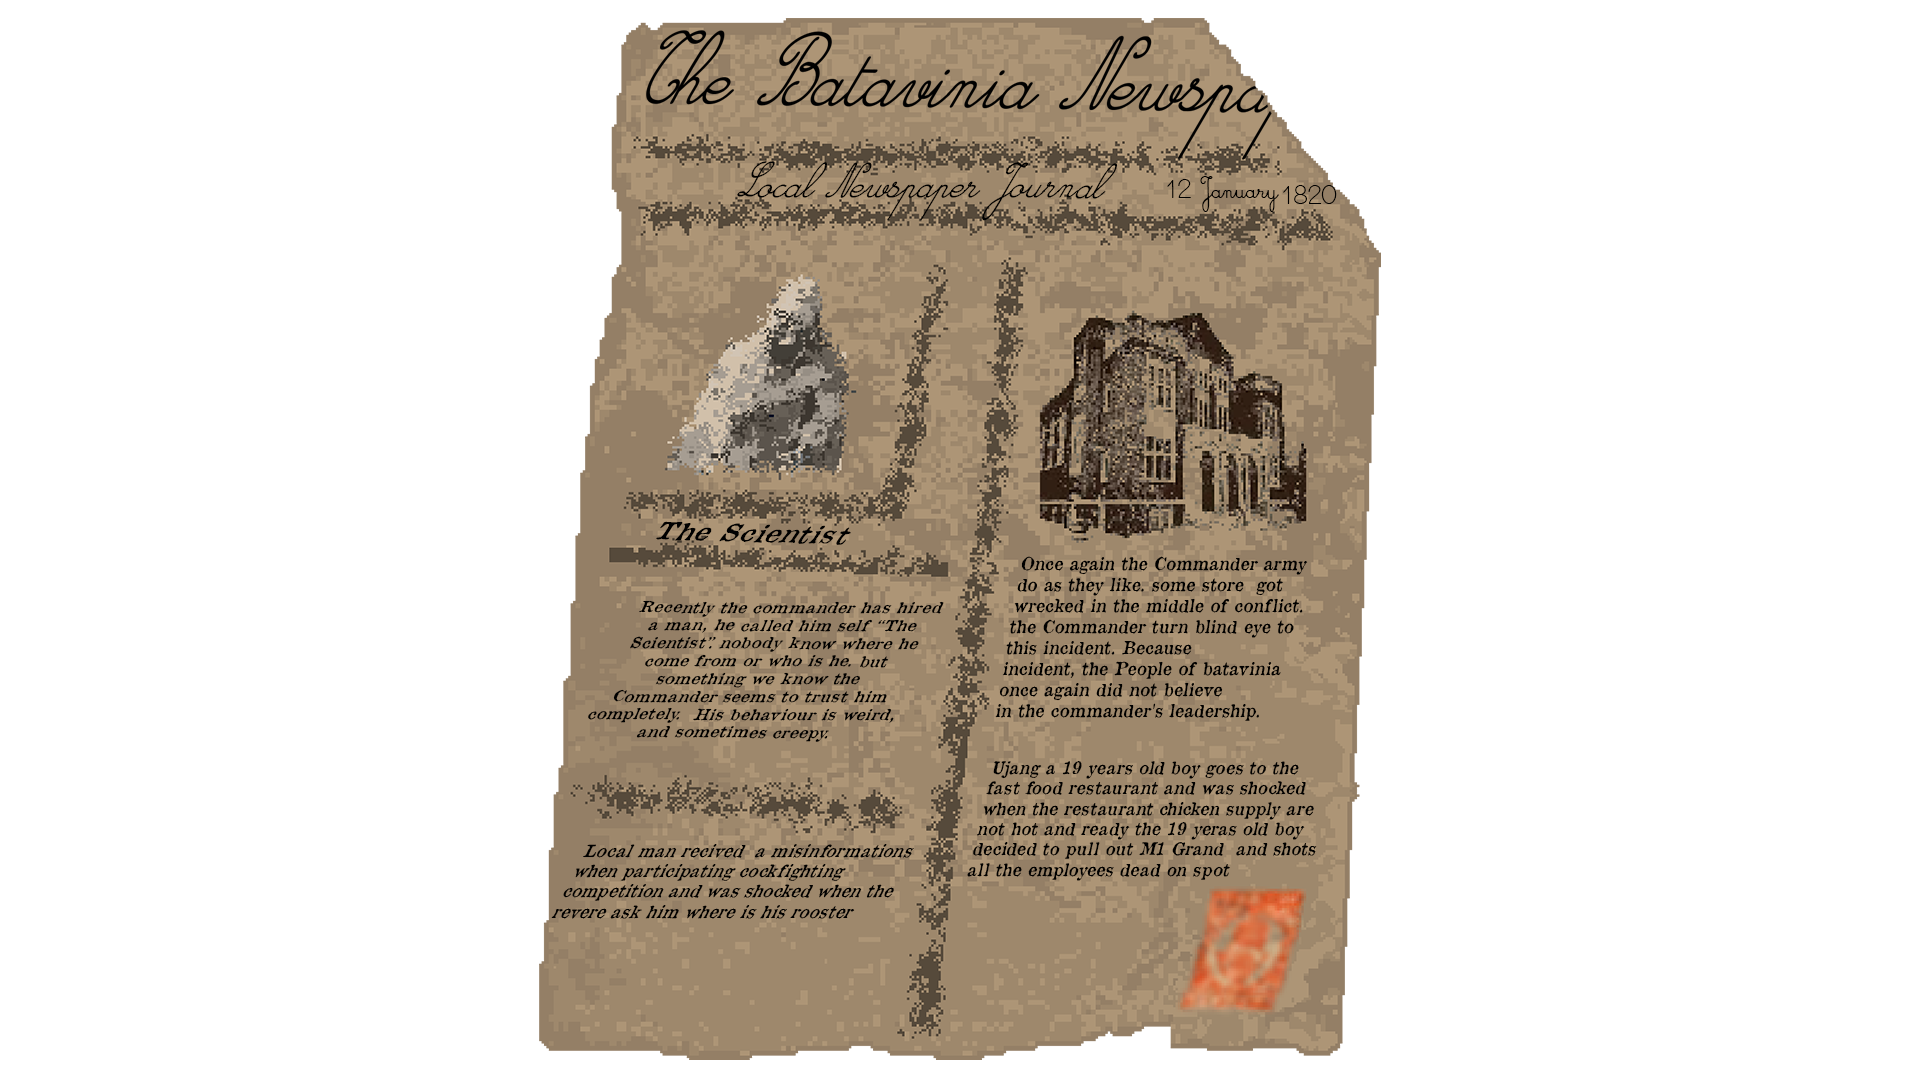 The Batavinia Newspa
Local Newspaper Journal
12 January 1820
The Scientist
Recently the commander has hired
a man, he called him self “The
Scientist”. nobody know where he
come from or who is he. but
something we know the
Commander seems to trust him
completely.  His behaviour is weird,
and sometimes creepy.
Local man recived  a misinformations
when participating cockfighting
competition and was shocked when the
revere ask him where is his rooster
Once again the Commander army
do as they like, some store  got
wrecked in the middle of conflict.
the Commander turn blind eye to
this incident. Because
incident, the People of batavinia
once again did not believe
in the commander's leadership.
Ujang a 19 years old boy goes to the
fast food restaurant and was shocked
when the restaurant chicken supply are
not hot and ready the 19 yeras old boy
decided to pull out M1 Grand  and shots
all the employees dead on spot